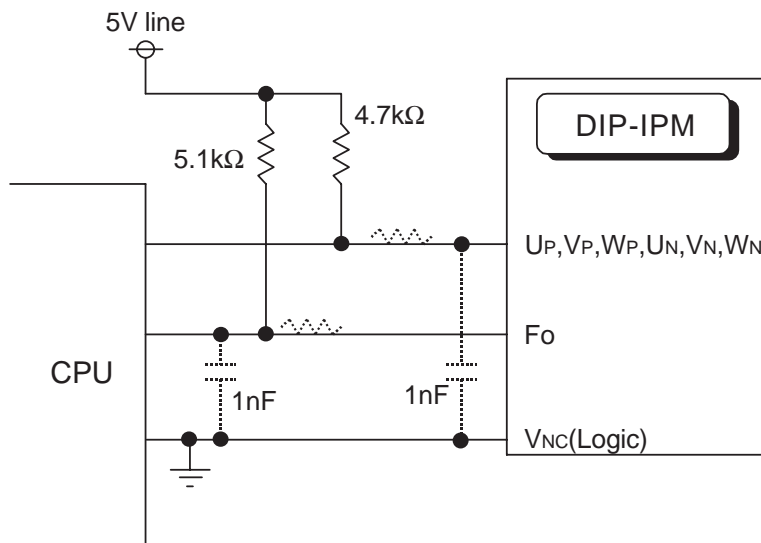 5V line
4.7kΩ
DIP-IPM
5.1kΩ
UP,VP,WP,UN,VN,WN
Fo
CPU
1nF
1nF
VNC(Logic)